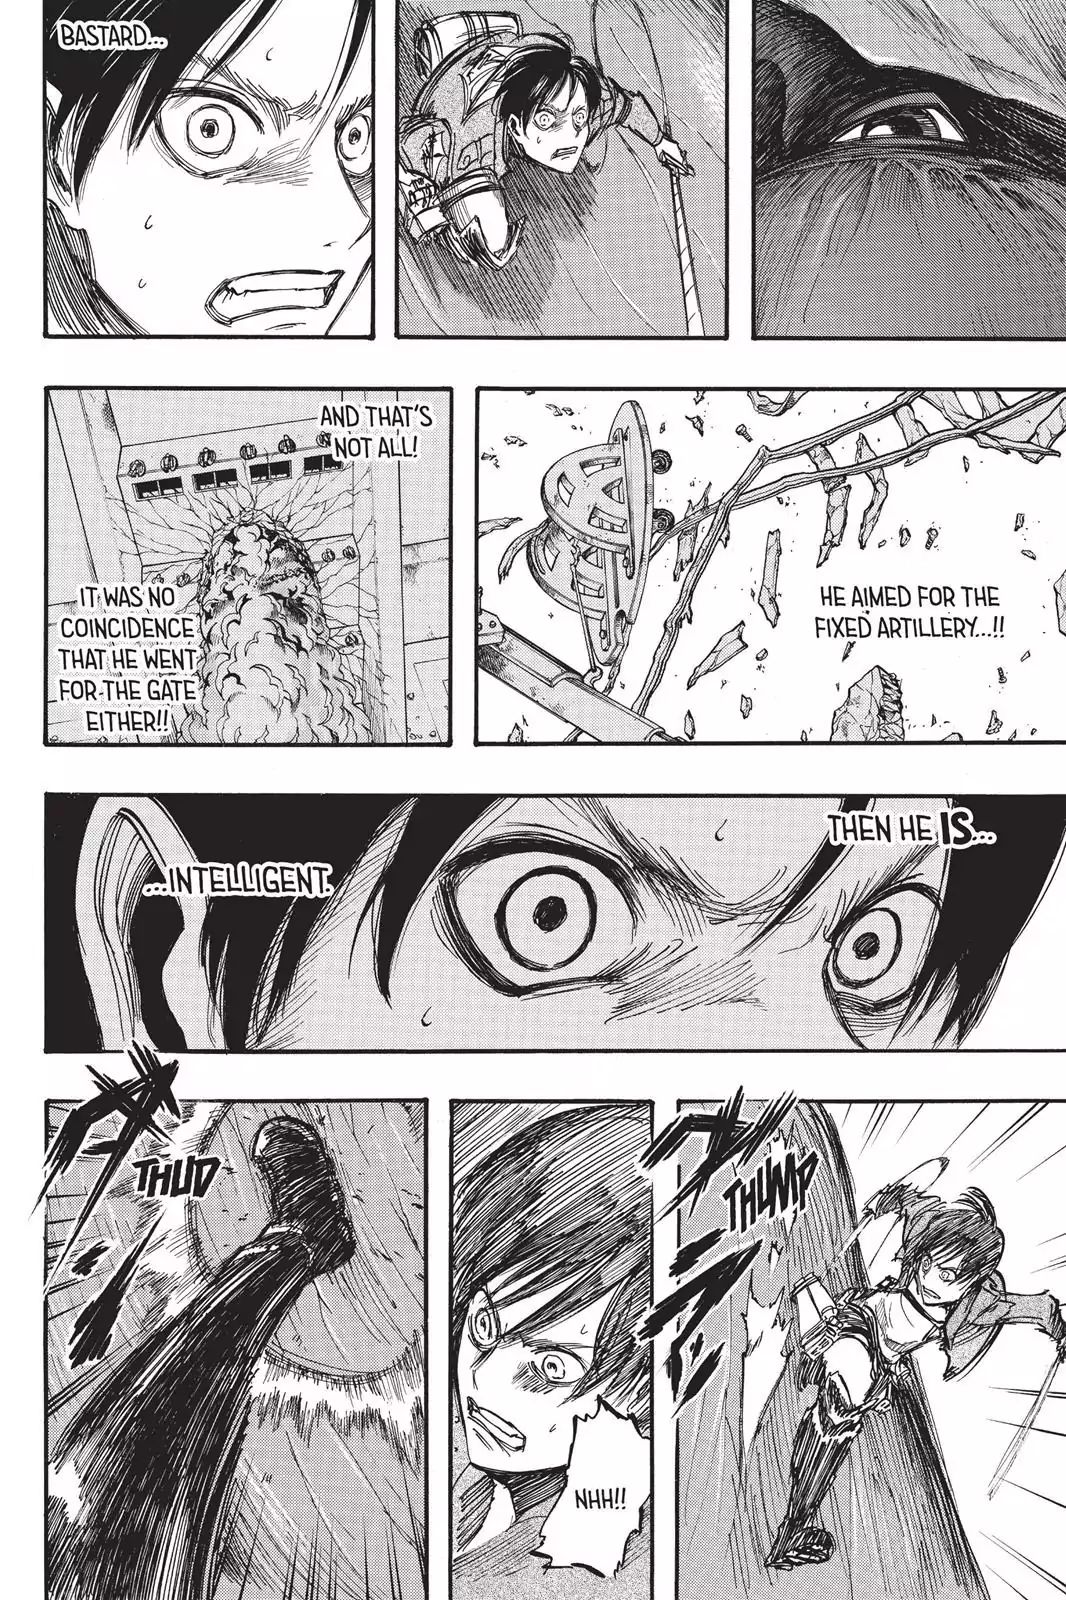 BASTARD...
HE AIMED FOR THE
FIXED ARTILLERY...!!
AND THAT'S
NOT ALL!
IT WAS NO
COINCIDENCE
THAT HE WENT
FOR THE GATE
EITHER!!
THEN HE IS...
...INTELLIGENT.
THUMP
NHH!!
THUD